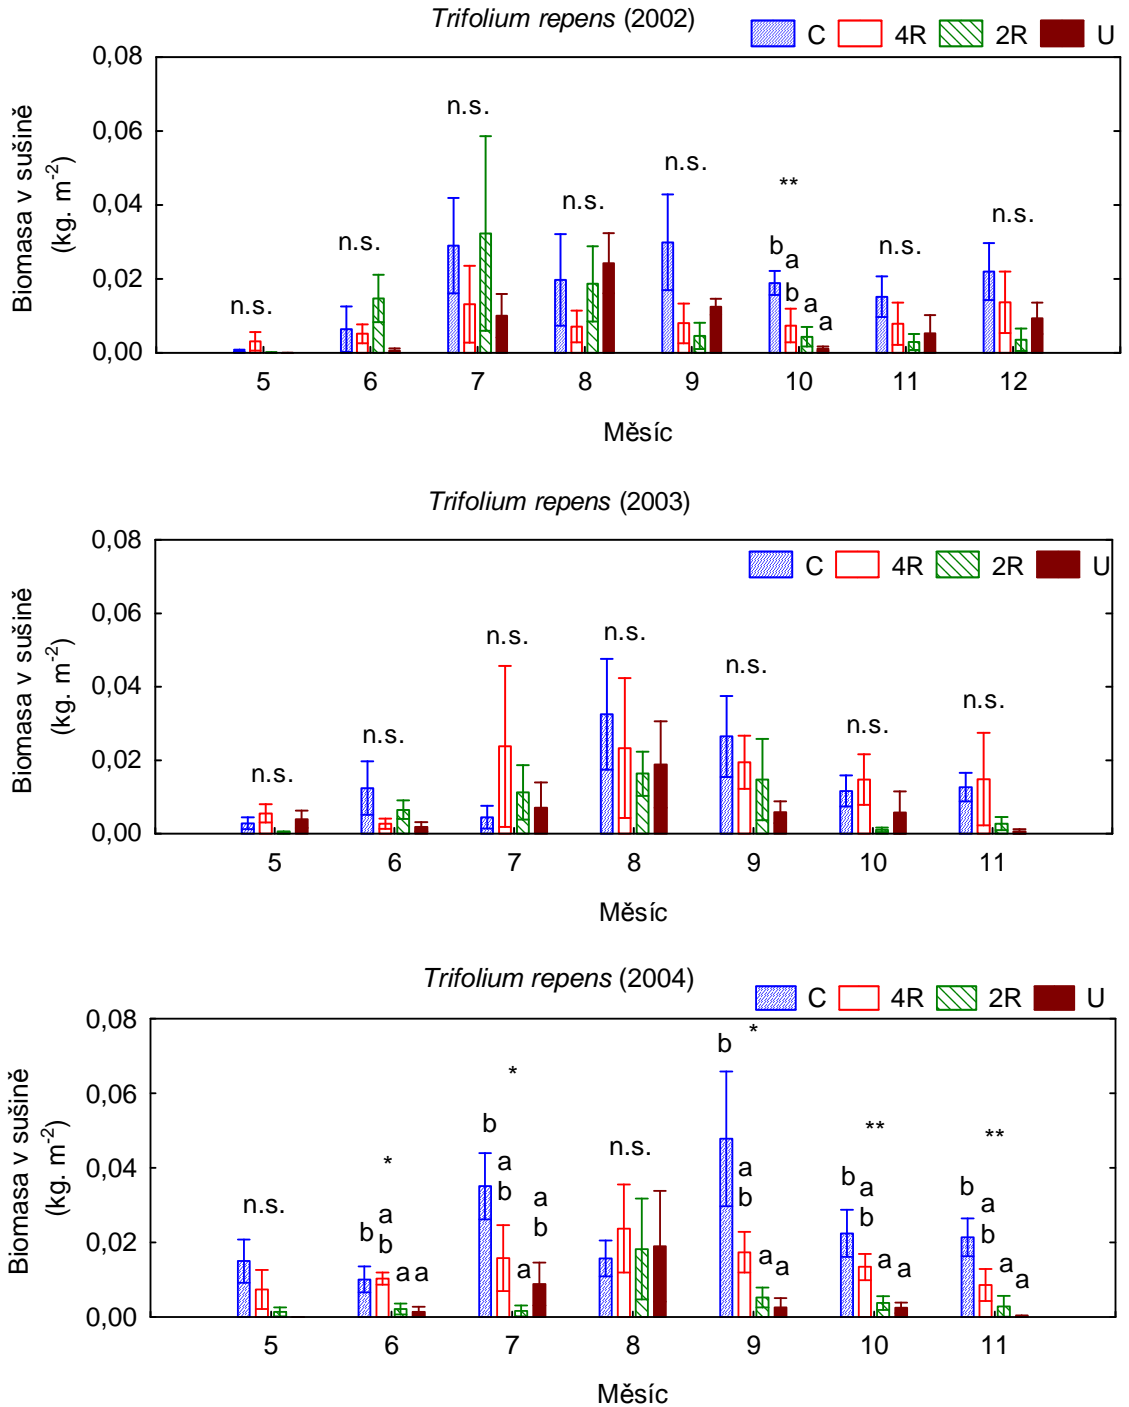 Trifolium repens (2002)
C 4R 2R U
Biomasa v sušině
(kg. m-2)
0,08
0,06
0,04
0,02
0,00
n.s. n.s. n.s. n.s. n.s. ** n.s. n.s.
b a b a a
5 6 7 8 9 10 11 12
Měsíc
Trifolium repens (2003)
C 4R 2R U
Biomasa v sušině
(kg. m-2)
0,08
0,06
0,04
0,02
0,00
n.s. n.s. n.s. n.s. n.s. n.s. n.s.
5 6 7 8 9 10 11
Měsíc
Trifolium repens (2004)
C 4R 2R U
Biomasa v sušině
(kg. m-2)
0,08
0,06
0,04
0,02
0,00
n.s. * * n.s. * ** **
b a b a a
b a b a a b
b a b a a
b a b a a
b a b a a
5 6 7 8 9 10 11
Měsíc